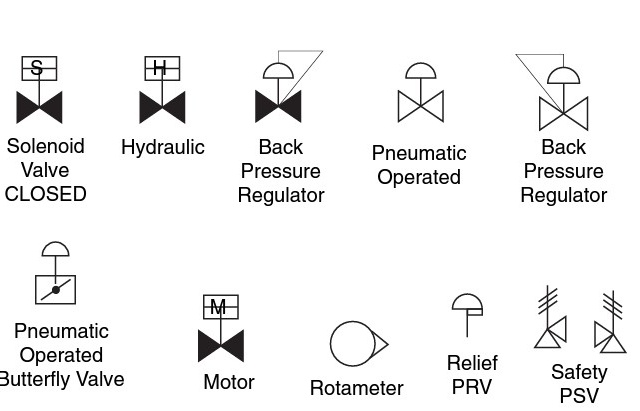 S
H
Solenoid
Valve
CLOSED
Hydraulic
Back
Pressure
Regulator
Pneumatic
Operated
Back
Pressure
Regulator
Pneumatic
Operated
Butterfly Valve
M
Motor
Rotameter
Relief
PRV
Safety
PSV